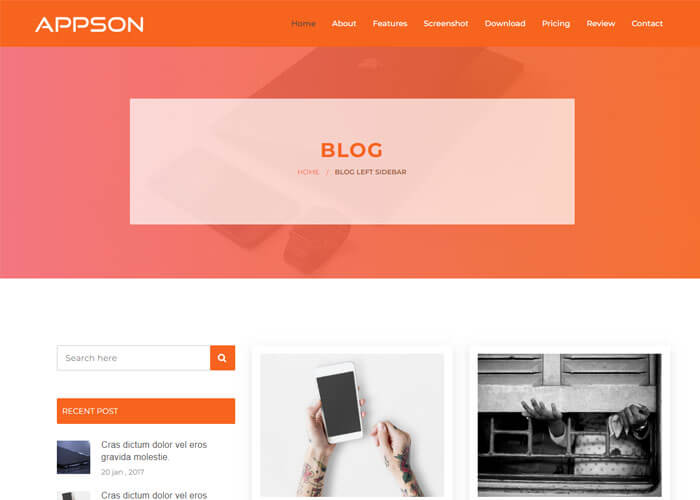 APPSON
Home About Features Screenshot Download Pricing Review Contact
BLOG
HOME / BLOG LEFT SIDEBAR
Search here
RECENT POST
Cras dictum dolor vel eros
gravida molestie.
20 jan , 2017
Cras dictum dolor vel eros